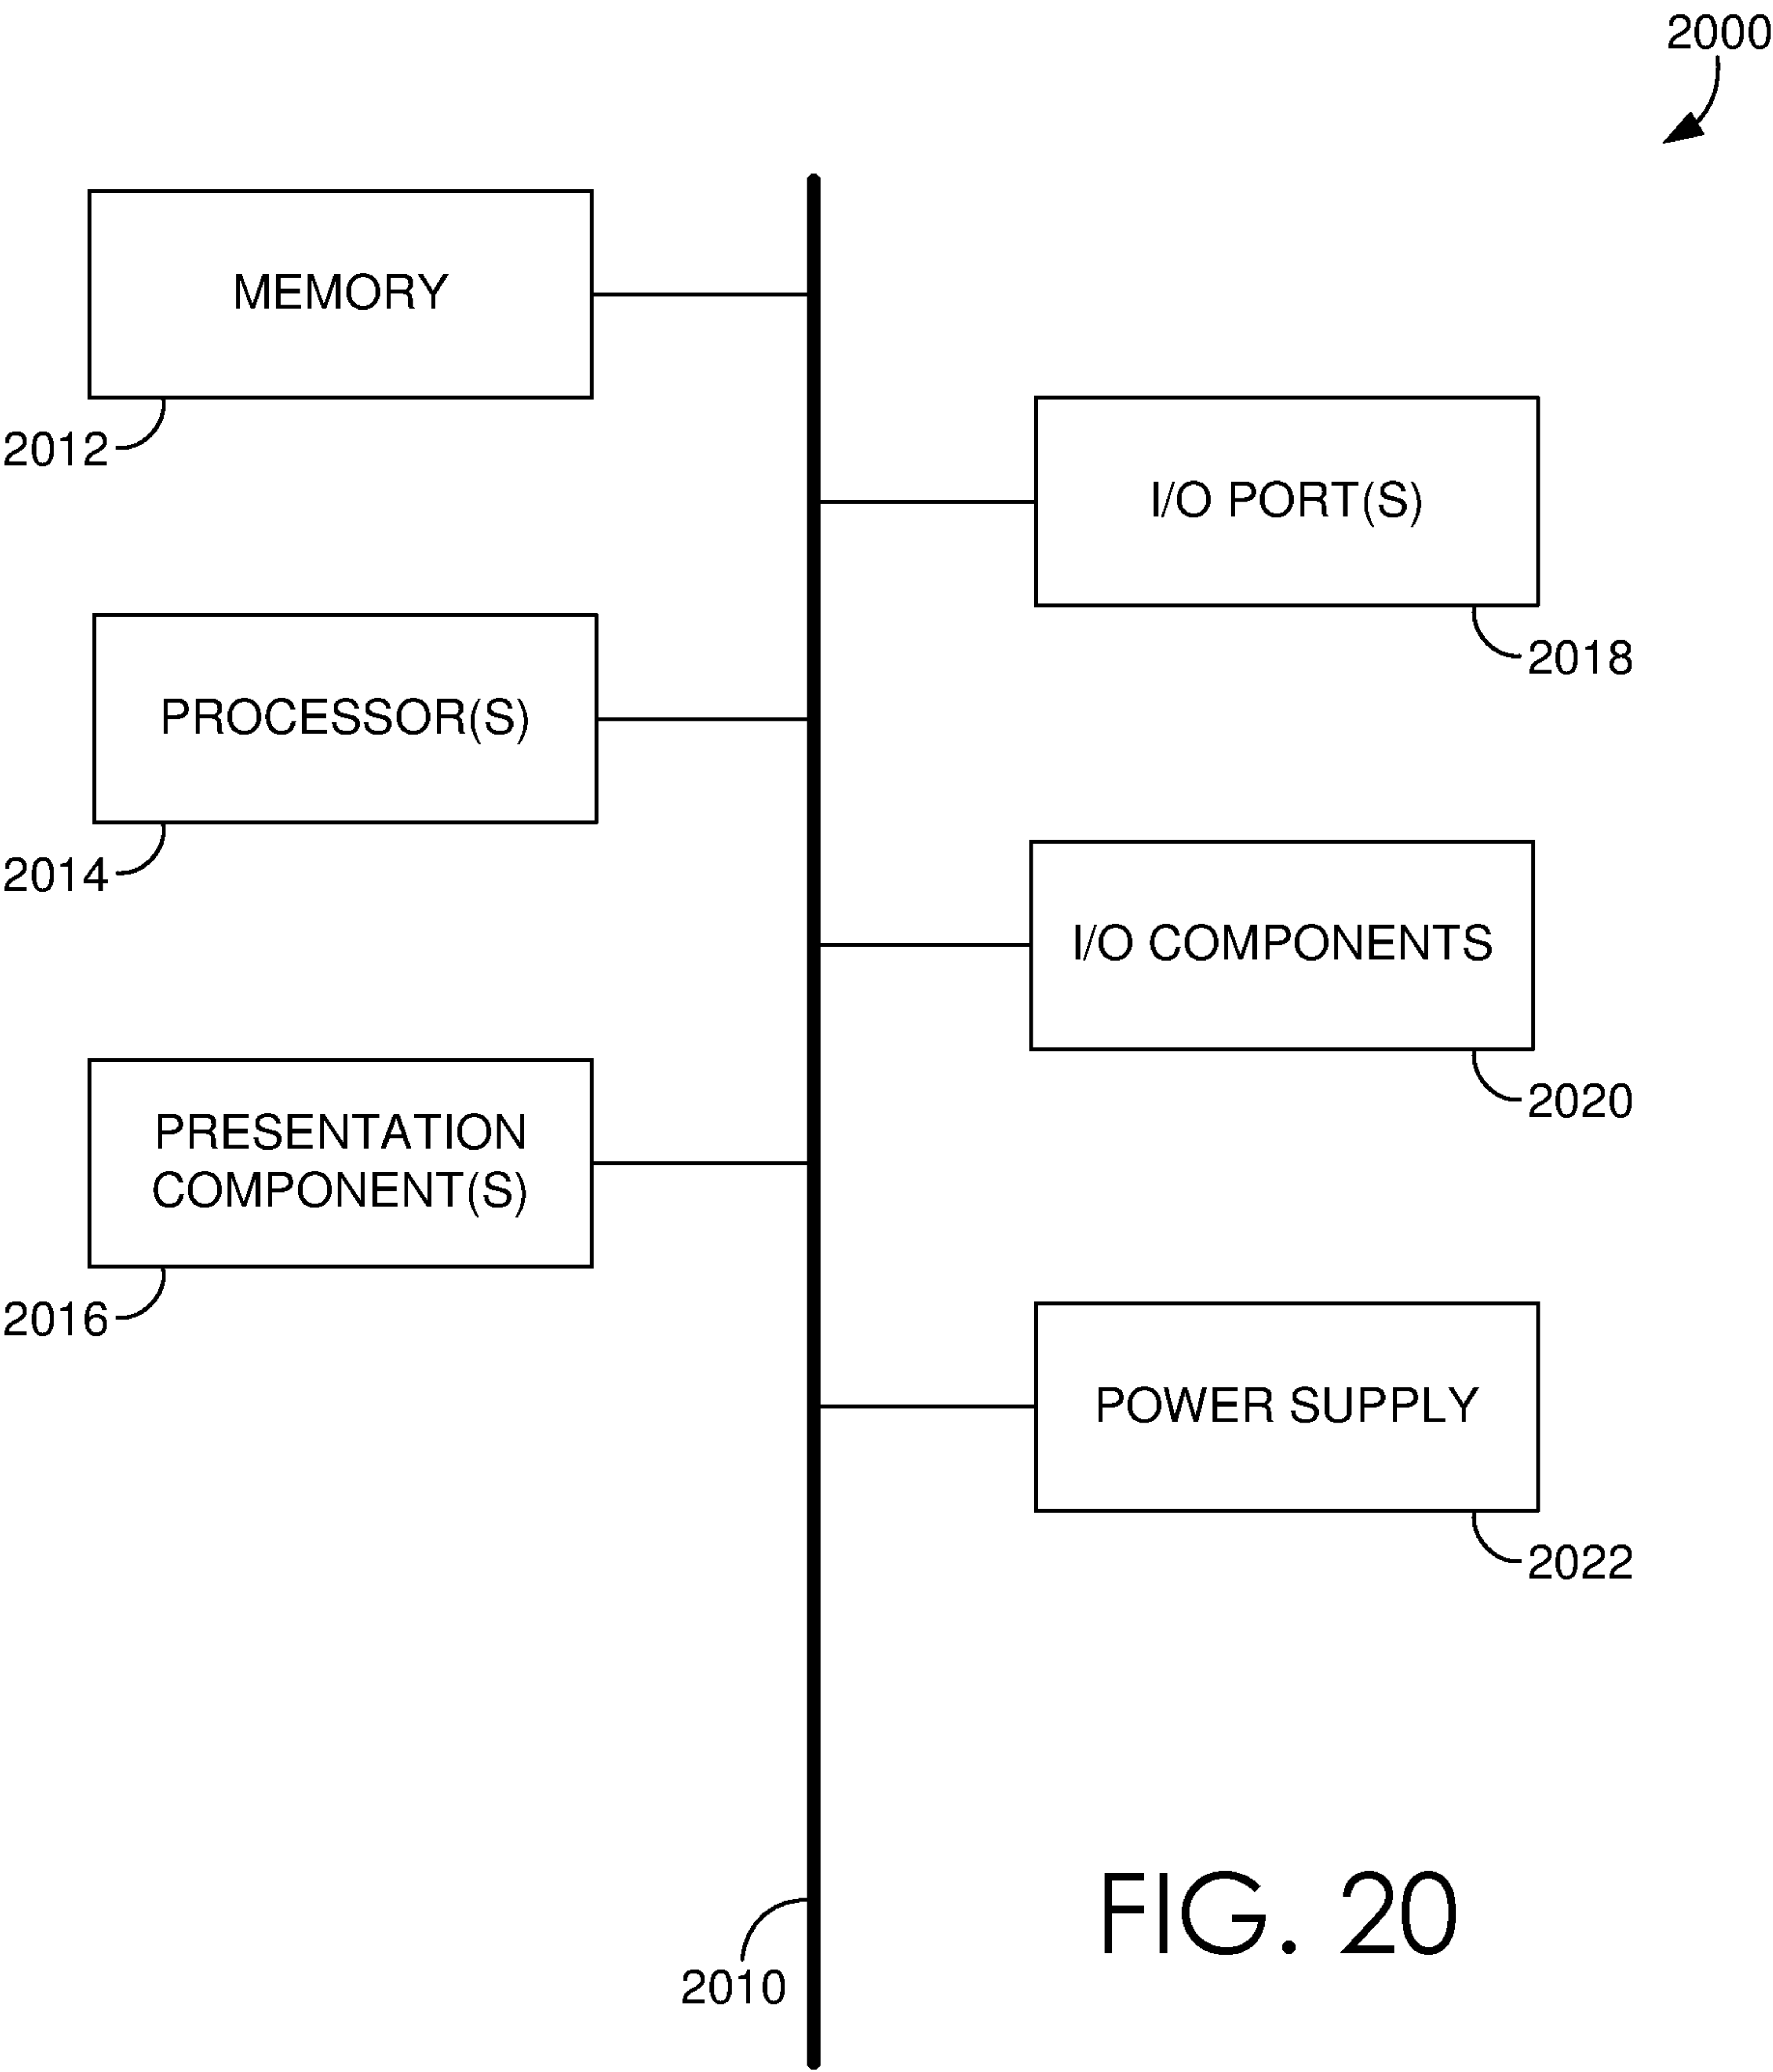 2000
MEMORY
2012
I/O PORT(S)
2018
PROCESSOR(S)
2014
I/O COMPONENTS
2020
PRESENTATION
COMPONENT(S)
2016
POWER SUPPLY
2022
2010
FIG. 20